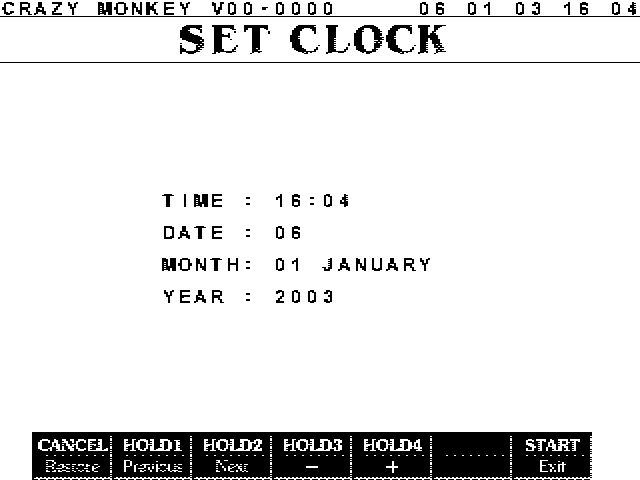 CRAZY MONKEY V00-0000 06 01 03 16 04
SET CLOCK
TIME : 16:04
DATE : 06
MONTH: 01 JANUARY
YEAR : 2003
CANCEL HOLD1 HOLD2 HOLD3 HOLD4 ........ START
Restore Previous Next - + Exit